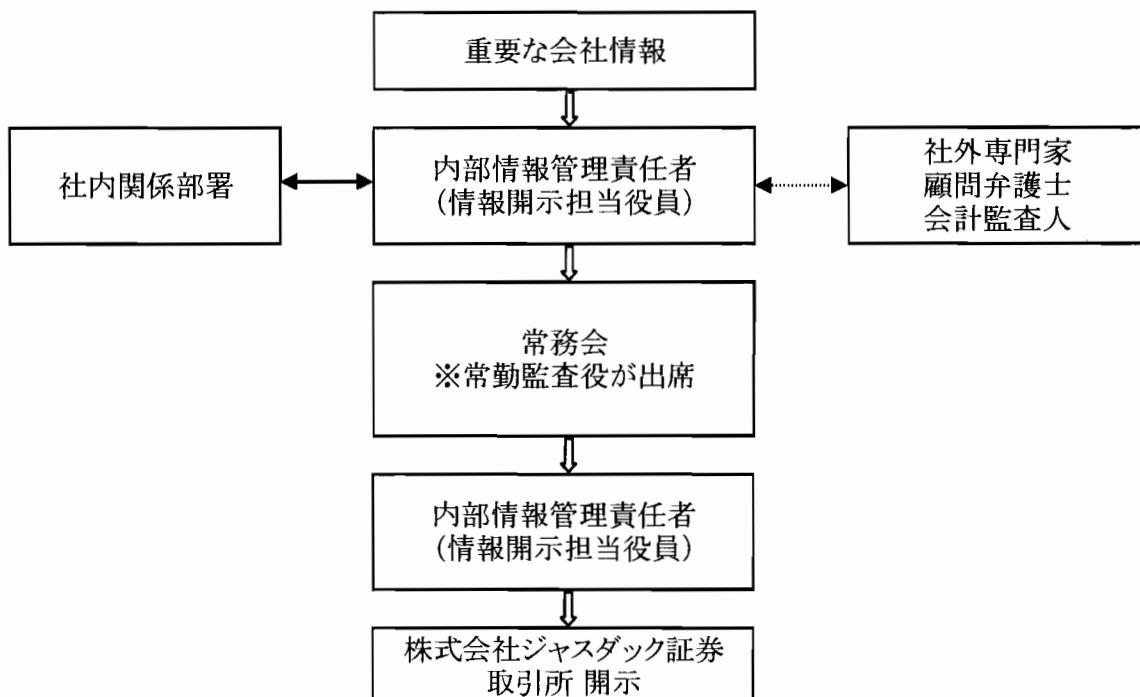 重要な会社情報
社内関係部署
内部情報管理責任者
(情報開示担当役員)
社外専門家
顧問弁護士
会計監査人
常務会
※常勤監査役が出席
内部情報管理責任者
(情報開示担当役員)
株式会社ジャスダック証券
取引所 開示